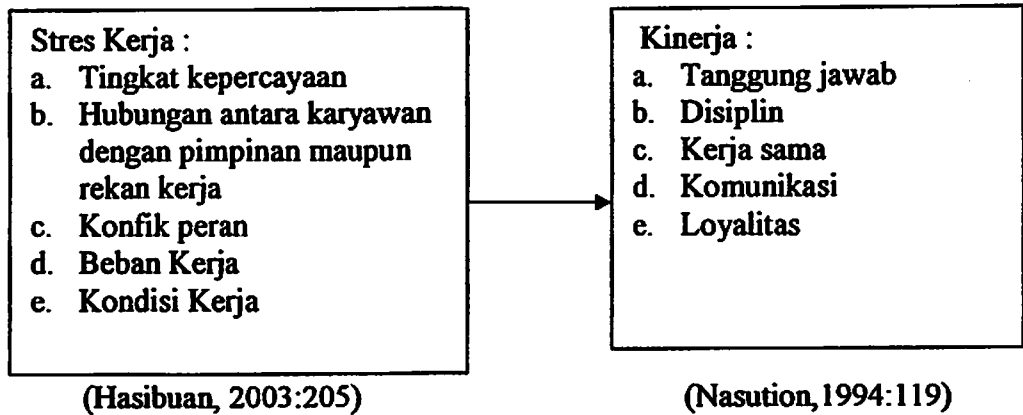 Stres Kerja :
a. Tingkat kepercayaan
b. Hubungan antara karyawan
dengan pimpinan maupun
rekan kerja
c. Konfik peran
d. Beban Kerja
e. Kondisi Kerja
(Hasibuan, 2003:205)
Kinerja :
a. Tanggung jawab
b. Disiplin
c. Kerja sama
d. Komunikasi
e. Loyalitas
(Nasution,1994:119)